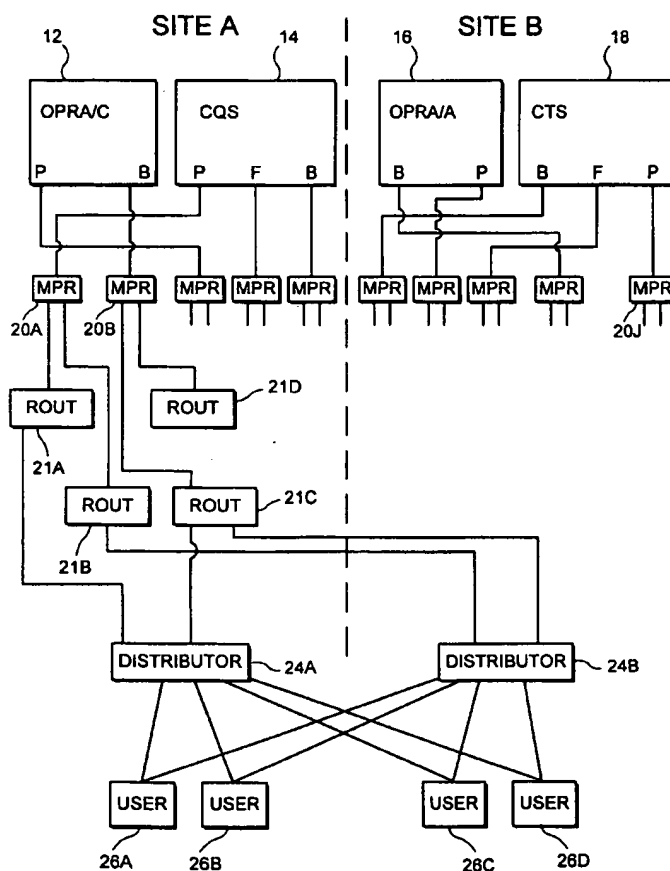 SITE A SITE B
12 14 16 18
OPRA/C CQS OPRA/A CTS
P B P F B B P B F P
MPR MPR MPR MPR MPR MPR MPR MPR MPR MPR
20A 20B 20J
ROUT ROUT 21D
21A
ROUT ROUT 21C
21B
DISTRIBUTOR 24A DISTRIBUTOR 24B
USER USER USER USER
26A 26B 26C 26D